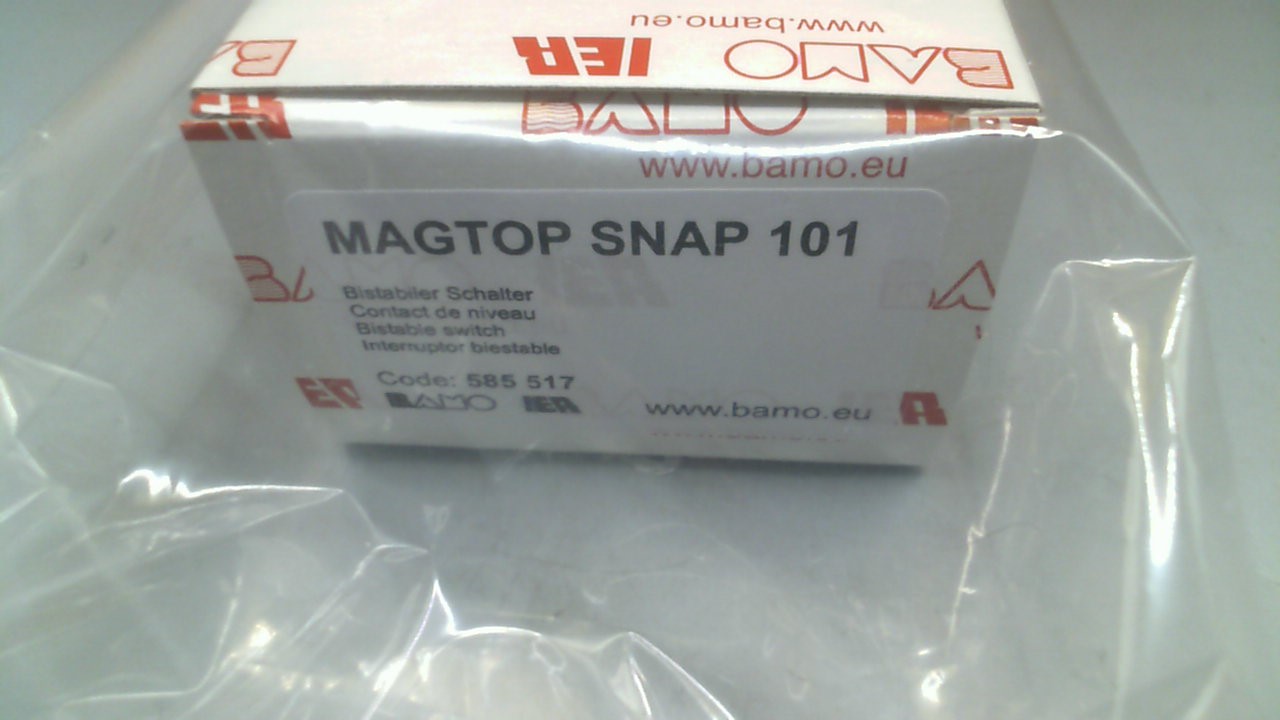 www.bamo.eu
BAMO IER BA
www.bamo.eu
MAGTOP SNAP 101
Bistabiler Schalter
Contact de niveau
Bistable switch
Interruptor biestable
Code: 585 517
BAMO IER www.bamo.eu